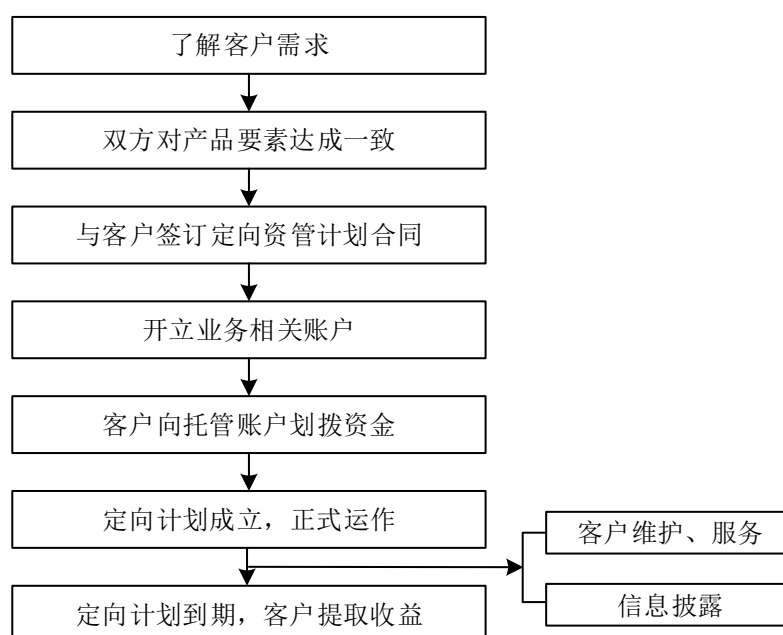 了解客户需求
双方对产品要素达成一致
与客户签订定向资管计划合同
开立业务相关账户
客户向托管账户划拨资金
定向计划成立，正式运作
客户维护、服务
信息披露
定向计划到期，客户提取收益